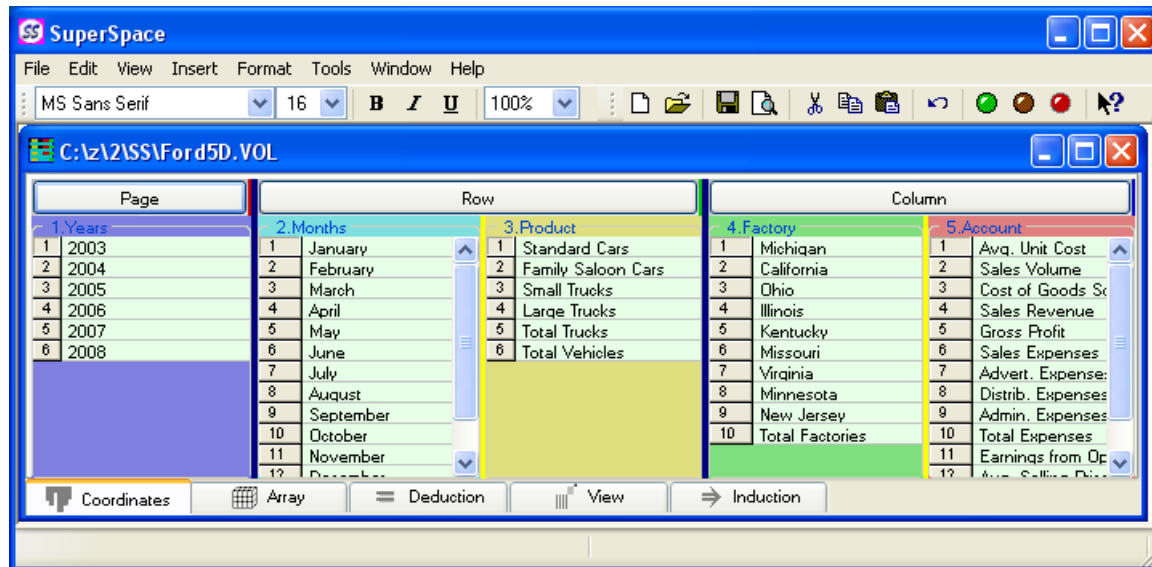 SuperSpace
File Edit View Insert Format Tools Window Help
MS Sans Serif 16 B I U 100%
C:\z\2\SS\Ford5D.VOL
Page Row Column
1.Years 2.Months 3.Product 4.Factory 5.Account
1 2003 1 January 1 Standard Cars 1 Michigan 1 Avg. Unit Cost
2 2004 2 February 2 Family Saloon Cars 2 California 2 Sales Volume
3 2005 3 March 3 Small Trucks 3 Ohio 3 Cost of Goods So
4 2006 4 April 4 Large Trucks 4 Illinois 4 Sales Revenue
5 2007 5 May 5 Total Trucks 5 Kentucky 5 Gross Profit
6 2008 6 June 6 Total Vehicles 6 Missouri 6 Sales Expenses
7 July 7 Virginia 7 Advert. Expense
8 August 8 Minnesota 8 Distrib. Expenses
9 September 9 New Jersey 9 Admin. Expenses
10 October 10 Total Factories 10 Total Expenses
11 November 11 Earnings from Op
12 December 12
Coordinates Array Deduction View Induction